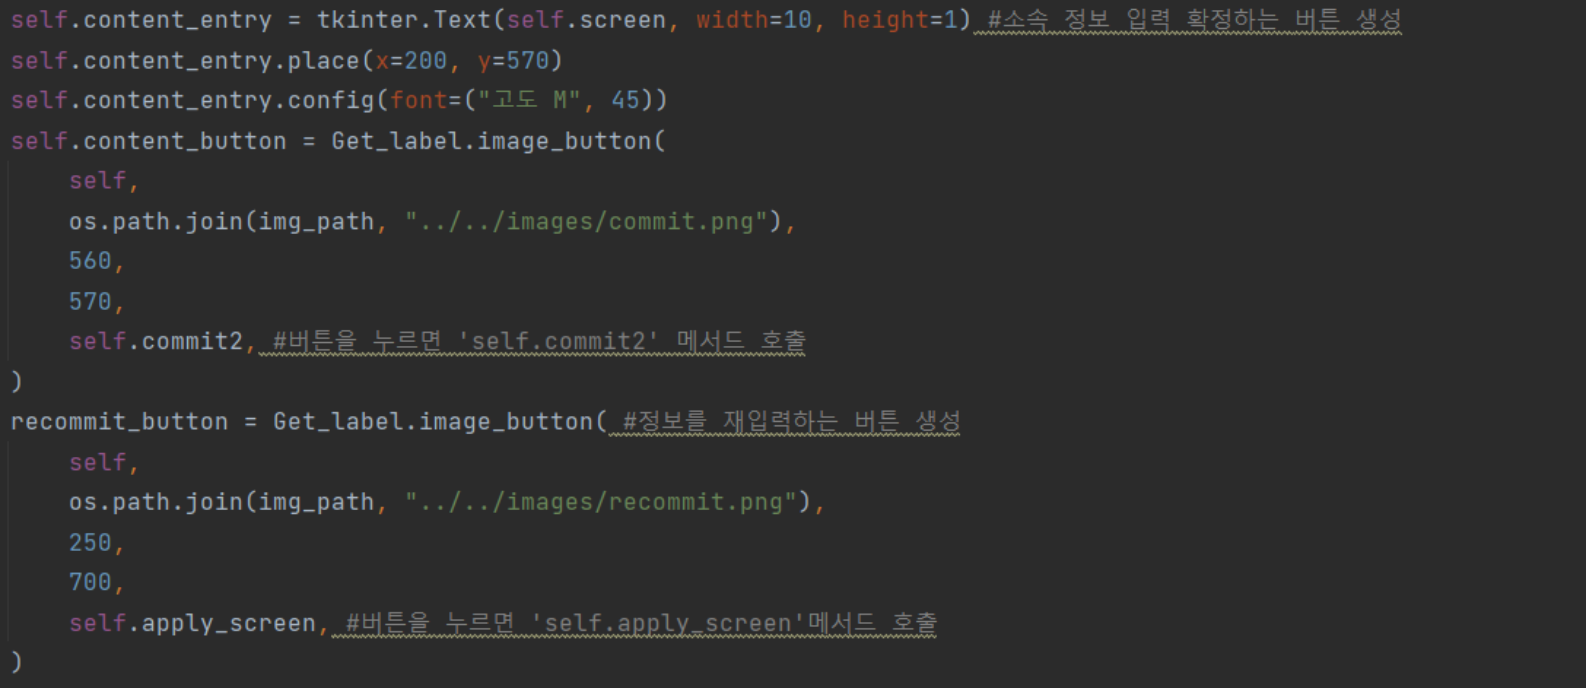 self.content_entry = tkinter.Text(self.screen, width=10, height=1) #소속 정보 입력 확정하는 버튼 생성
self.content_entry.place(x=200, y=570)
self.content_entry.config(font=("고도 M", 45))
self.content_button = Get_label.image_button(
    self,
    os.path.join(img_path, "../../images/commit.png"),
    560,
    570,
    self.commit2, #버튼을 누르면 'self.commit2' 메서드 호출
)
recommit_button = Get_label.image_button( #정보를 재입력하는 버튼 생성
    self,
    os.path.join(img_path, "../../images/recommit.png"),
    250,
    700,
    self.apply_screen, #버튼을 누르면 'self.apply_screen'메서드 호출
)